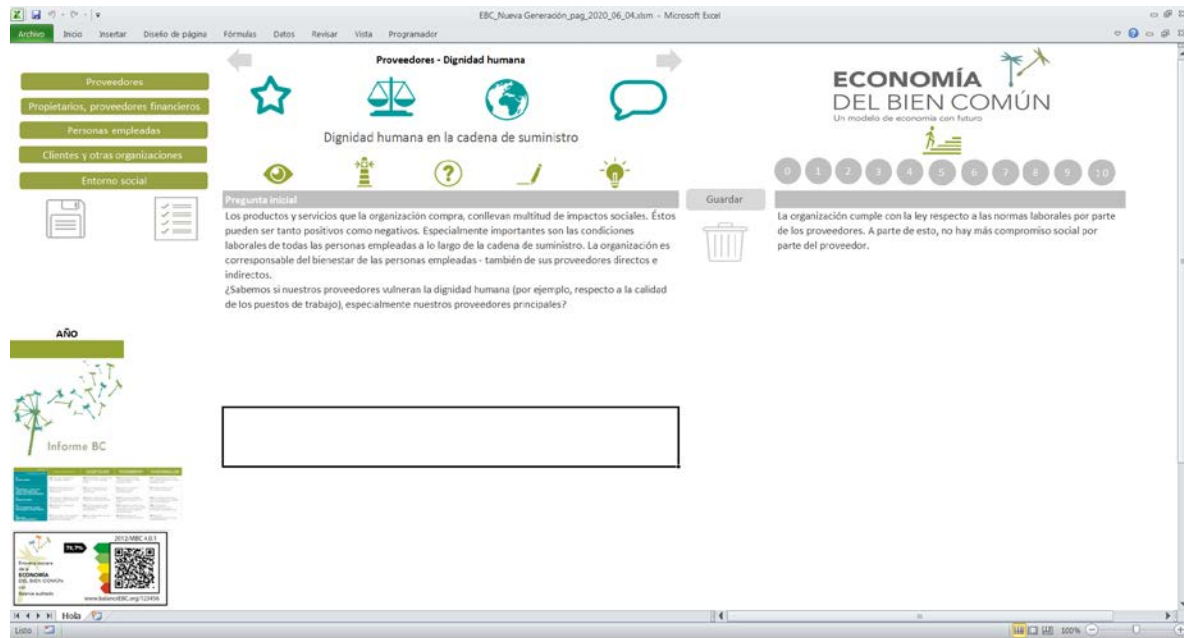 EBC_Nueva Generación_pag_2020_06_04.xlsm - Microsoft Excel
Archivo Inicio Insertar Diseño de página Fórmulas Datos Revisar Vista Programador
Proveedores
Propietarios, proveedores financieros
Personas empleadas
Clientes y otras organizaciones
Entorno social
Proveedores - Dignidad humana
Dignidad humana en la cadena de suministro
?
Pregunta inicial
Los productos y servicios que la organización compra, conllevan multitud de impactos sociales. Éstos
pueden ser tanto positivos como negativos. Especialmente importantes son las condiciones
laborales de todas las personas empleadas a lo largo de la cadena de suministro. La organización es
corresponsable del bienestar de las personas empleadas - también de sus proveedores directos e
indirectos.
¿Sabemos si nuestros proveedores vulneran la dignidad humana (por ejemplo, respecto a la calidad
de los puestos de trabajo), especialmente nuestros proveedores principales?
Guardar
ECONOMÍA
DEL BIEN COMÚN
Un modelo de economía con futuro
0 1 2 3 4 5 6 7 8 9 10
La organización cumple con la ley respecto a las normas laborales por parte
de los proveedores. A parte de esto, no hay más compromiso social por
parte del proveedor.
AÑO
Informe BC
2012/MBC 4.0.1
ECONOMÍA
DEL BIEN COMÚN
www.balanceEBC.org/123456
Hola
Listo
100%